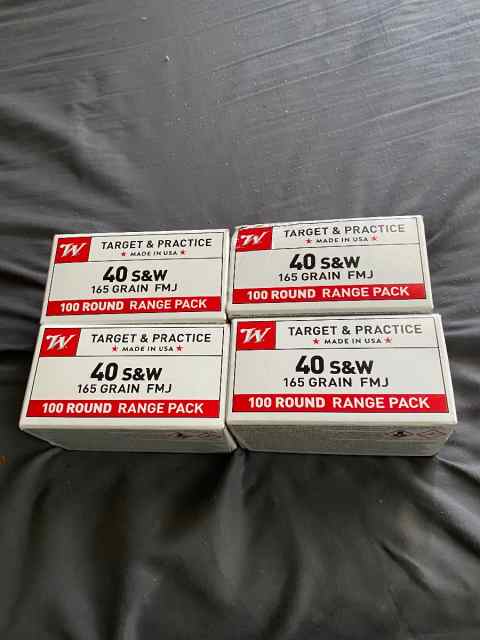 W TARGET & PRACTICE
★ MADE IN USA ★
40 S&W
165 GRAIN FMJ
100 ROUND RANGE PACK
W TARGET & PRACTICE
★ MADE IN USA ★
40 S&W
165 GRAIN FMJ
100 ROUND RANGE PACK
W TARGET & PRACTICE
★ MADE IN USA ★
40 S&W
165 GRAIN FMJ
100 ROUND RANGE PACK
W TARGET & PRACTICE
★ MADE IN USA ★
40 S&W
165 GRAIN FMJ
100 ROUND RANGE PACK